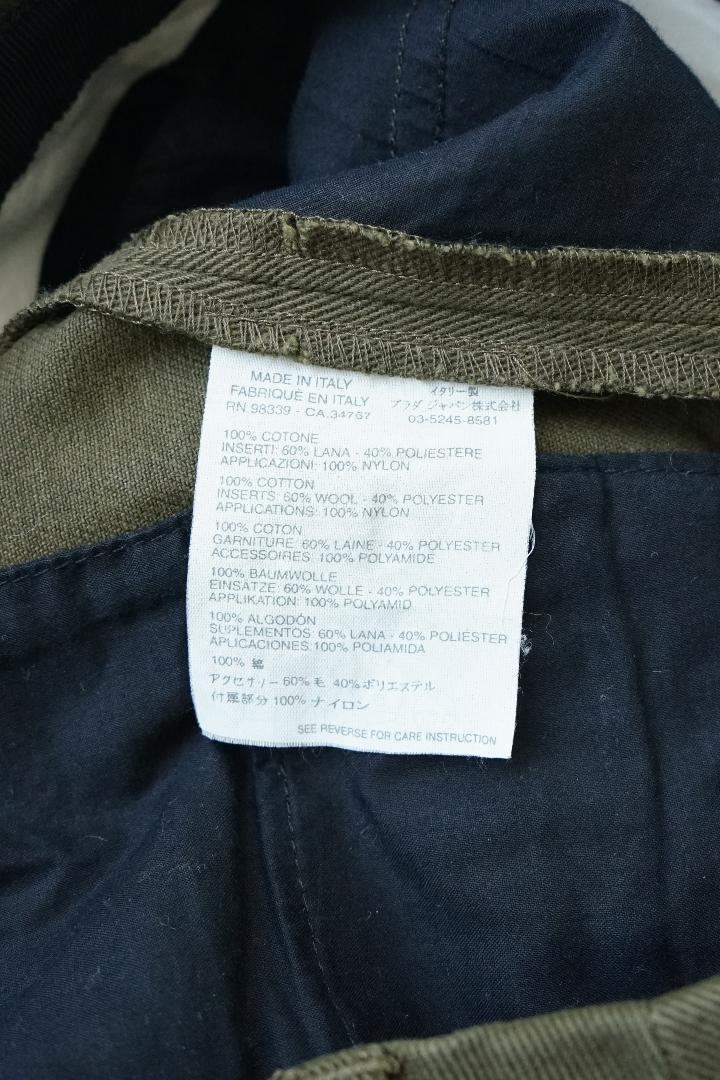 MADE IN ITALY
FABRIQUÉ EN ITALY
RN.98339 - CA.34767
イタリー製
プラダ ジャパン株式会社
03-5245-8581
100% COTONE
INSERTI: 60% LANA - 40% POLIESTERE
APPLICAZIONI: 100% NYLON
100% COTTON
INSERTS: 60% WOOL - 40% POLYESTER
APPLICATIONS: 100% NYLON
100% COTON
GARNITURE: 60% LAINE - 40% POLYESTER
ACCESSOIRES: 100% POLYAMIDE
100% BAUMWOLLE
EINSÄTZE: 60% WOLLE - 40% POLYESTER
APPLIKATION: 100% POLYAMID
100% ALGODÓN
SUPLEMENTOS: 60% LANA - 40% POLIÉSTER
APLICACIONES: 100% POLIAMIDA
100% 綿
アクセサリー 60% 毛 40% ポリエステル
付属部分 100% ナイロン
SEE REVERSE FOR CARE INSTRUCTION